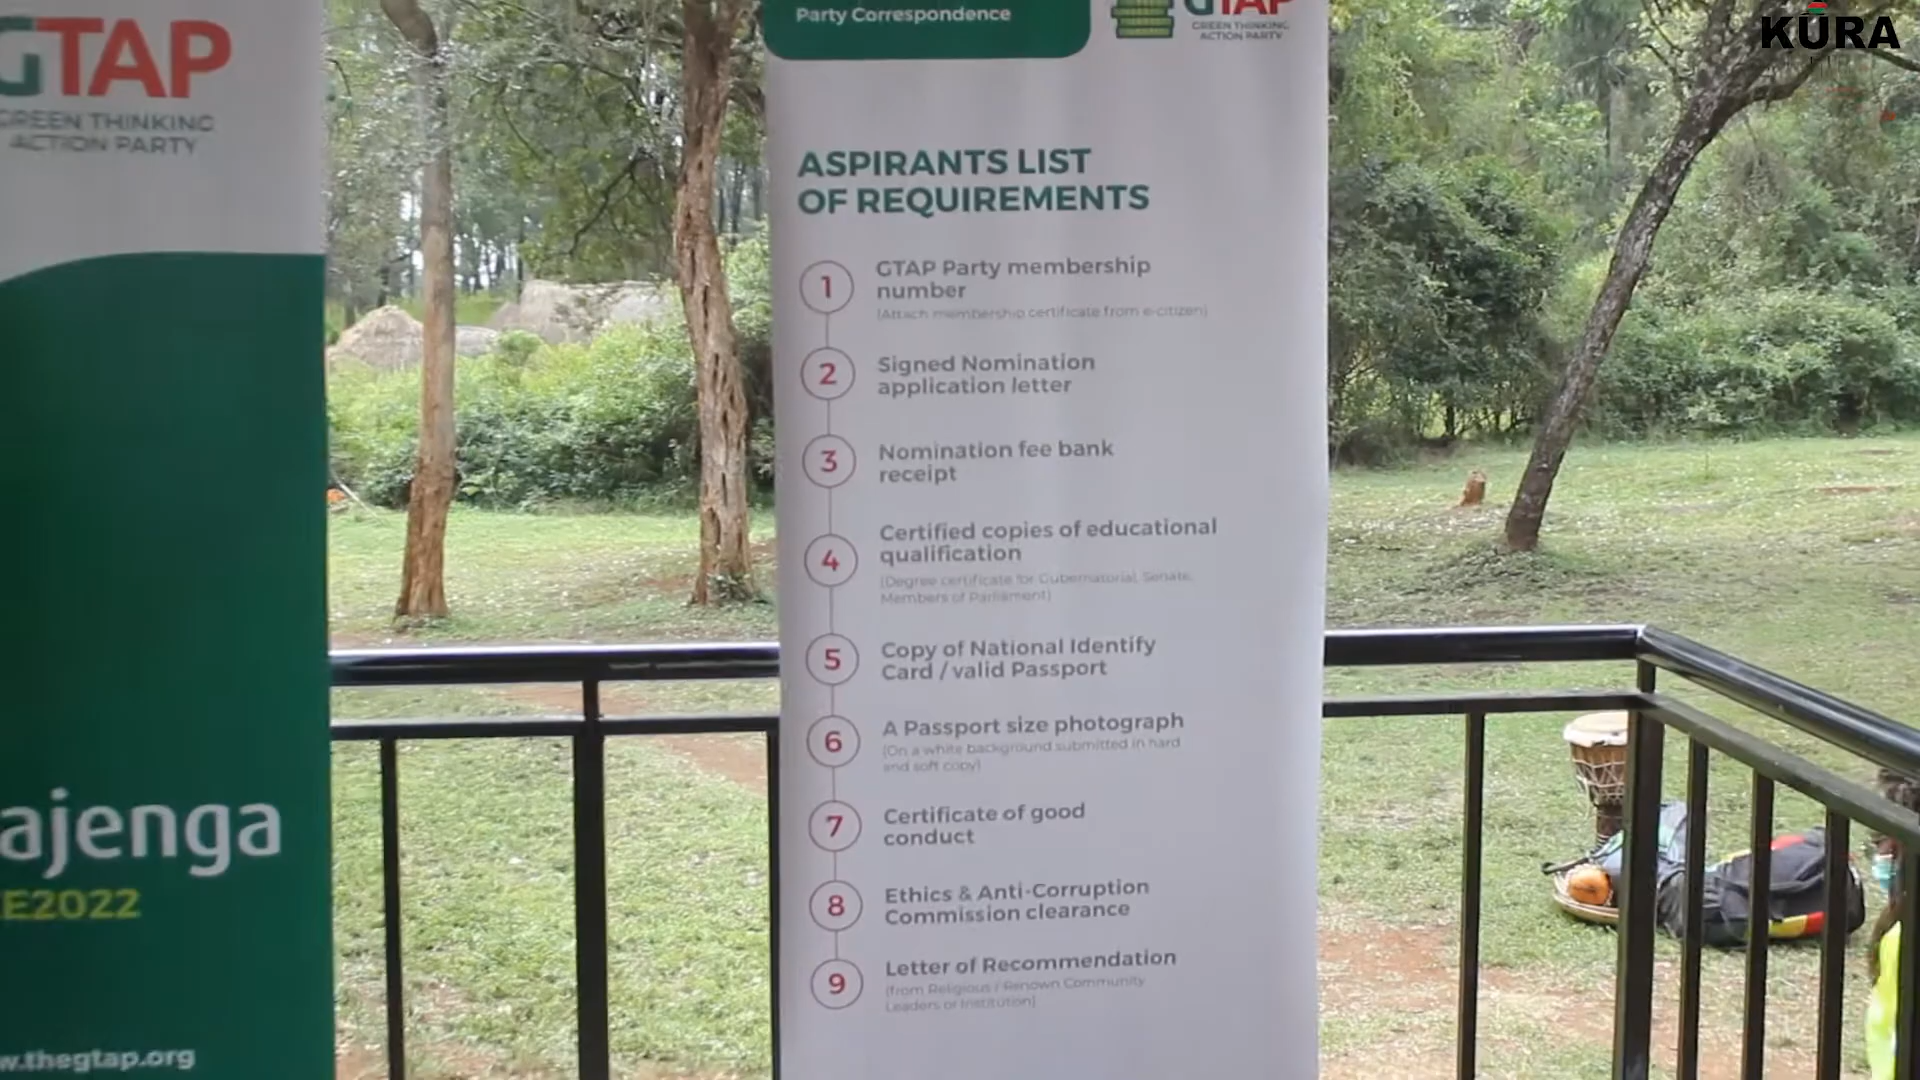 GTAP
GREEN THINKING
ACTION PARTY
ajenga
E2022
w.thegtap.org
Party Correspondence
GTAP
GREEN THINKING
ACTION PARTY
ASPIRANTS LIST
OF REQUIREMENTS
1
GTAP Party membership
number
(Attach membership certificate from e-citizen)
2
Signed Nomination
application letter
3
Nomination fee bank
receipt
4
Certified copies of educational
qualification
(Degree certificate for Gubernatorial, Senate,
Members of Parliament)
5
Copy of National Identify
Card / valid Passport
6
A Passport size photograph
(On a white background submitted in hard
and soft copy)
7
Certificate of good
conduct
8
Ethics & Anti-Corruption
Commission clearance
9
Letter of Recommendation
(from Religious / Renown Community
Leaders or Institution)
KŨRA